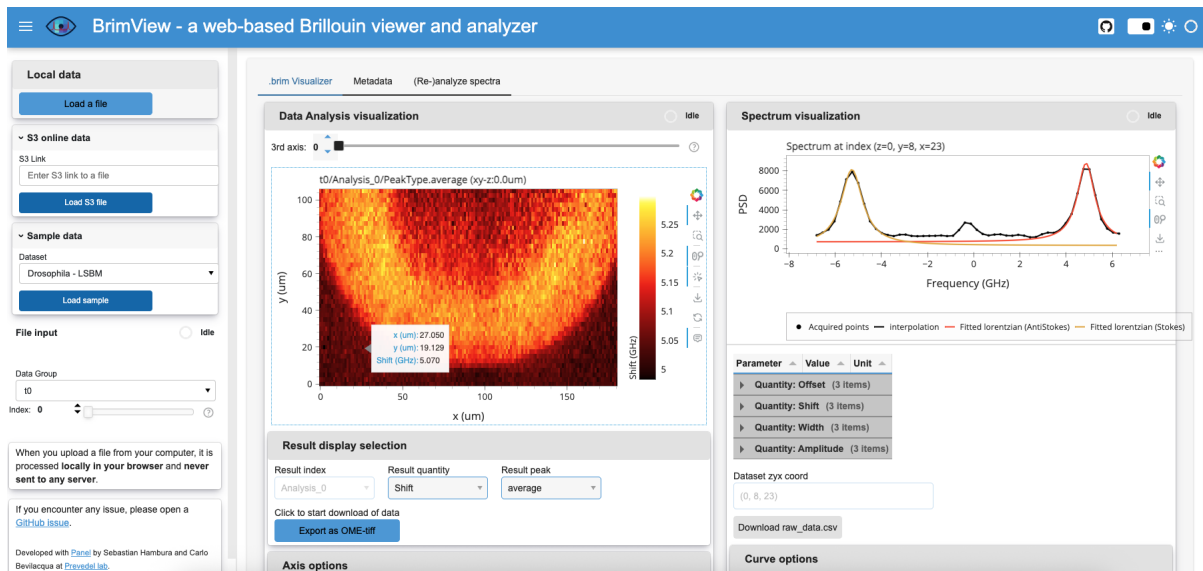 BrimView - a web-based Brillouin viewer and analyzer
Local data
Load a file
S3 online data
S3 Link
Enter S3 link to a file
Load S3 file
Sample data
Dataset
Drosophila - LSBM
Load sample
File input
Idle
Data Group
t0
Index: 0
When you upload a file from your computer, it is
processed locally in your browser and never
sent to any server.
If you encounter any issue, please open a
GitHub issue.
Developed with Panel by Sebastian Hambura and Carlo
Bevilacqua at Prevedel lab.
.brim Visualizer Metadata (Re-)analyze spectra
Data Analysis visualization
Idle
3rd axis: 0
t0/Analysis_0/PeakType.average (xy-z:0.0um)
100
80
60
40
20
0
y (um)
0 50 100 150
x (um)
x (um): 27.050
y (um): 19.129
Shift (GHz): 5.070
5.25
5.2
5.15
5.1
5.05
5
Shift (GHz)
Result display selection
Result index Result quantity Result peak
Analysis_0 Shift average
Click to start download of data
Export as OME-tiff
Axis options
Spectrum visualization
Idle
Spectrum at index (z=0, y=8, x=23)
8000
6000
4000
2000
0
PSD
-8 -6 -4 -2 0 2 4 6
Frequency (GHz)
Acquired points interpolation Fitted lorentzian (AntiStokes) Fitted lorentzian (Stokes)
Parameter Value Unit
Quantity: Offset (3 items)
Quantity: Shift (3 items)
Quantity: Width (3 items)
Quantity: Amplitude (3 items)
Dataset zyx coord
(0, 8, 23)
Download raw_data.csv
Curve options